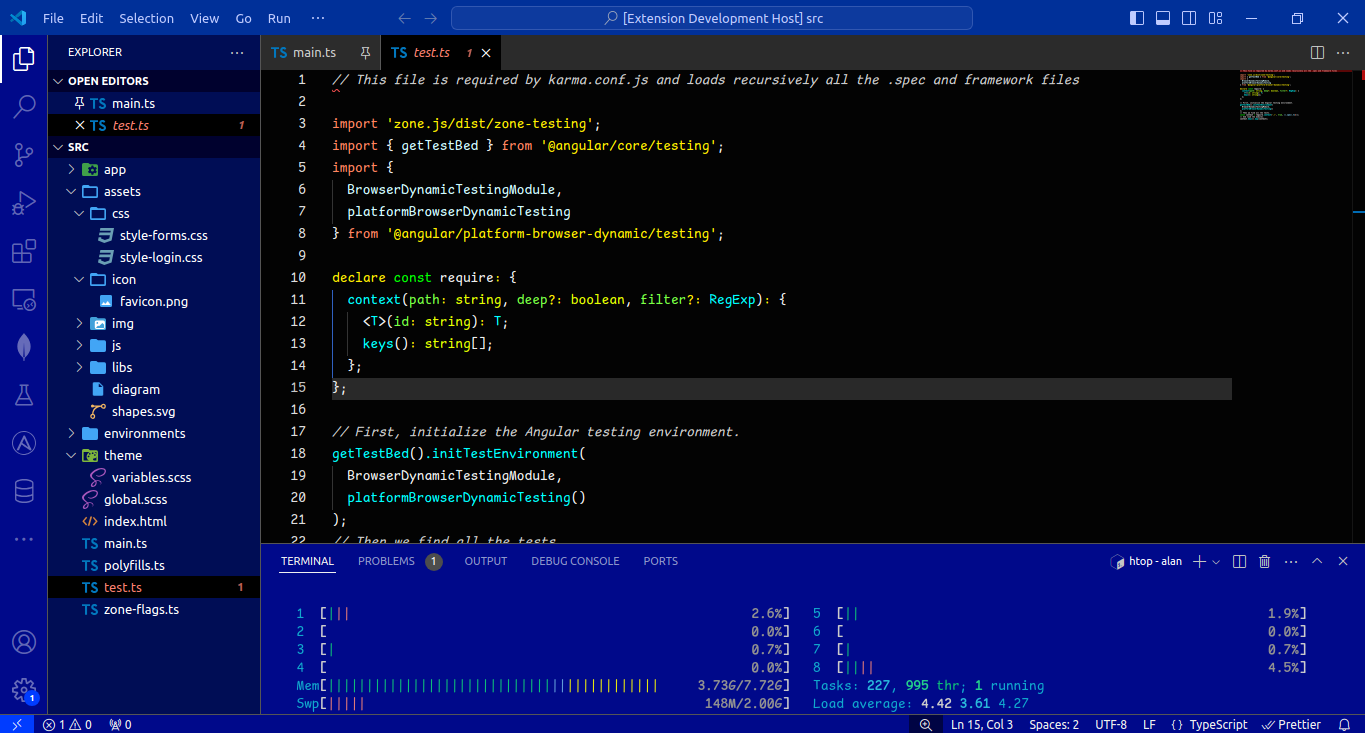 File Edit Selection View Go Run ··· [Extension Development Host] src
EXPLORER ···
OPEN EDITORS
TS main.ts
TS test.ts 1
SRC
app
assets
css
style-forms.css
style-login.css
icon
favicon.png
img
js
libs
diagram
shapes.svg
environments
theme
variables.scss
global.scss
index.html
TS main.ts
TS polyfills.ts
TS test.ts 1
TS zone-flags.ts
TS main.ts TS test.ts 1
1 // This file is required by karma.conf.js and loads recursively all the .spec and framework files
2
3 import 'zone.js/dist/zone-testing';
4 import { getTestBed } from '@angular/core/testing';
5 import {
6 BrowserDynamicTestingModule,
7 platformBrowserDynamicTesting
8 } from '@angular/platform-browser-dynamic/testing';
9
10 declare const require: {
11 context(path: string, deep?: boolean, filter?: RegExp): {
12 <T>(id: string): T;
13 keys(): string[];
14 };
15 };
16
17 // First, initialize the Angular testing environment.
18 getTestBed().initTestEnvironment(
19 BrowserDynamicTestingModule,
20 platformBrowserDynamicTesting()
21 );
22 // Then we find all the tests.
TERMINAL PROBLEMS 1 OUTPUT DEBUG CONSOLE PORTS htop - alan
1 [||| 2.6%] 5 [|| 1.9%]
2 [ 0.0%] 6 [ 0.0%]
3 [| 0.7%] 7 [| 0.7%]
4 [ 0.0%] 8 [|||| 4.5%]
Mem[||||||||||||||||||||||||||||||||||||||||||| 3.73G/7.72G] Tasks: 227, 995 thr; 1 running
Swp[||||| 148M/2.00G] Load average: 4.42 3.61 4.27
1
1 0 0 Ln 15, Col 3 Spaces: 2 UTF-8 LF {} TypeScript Prettier